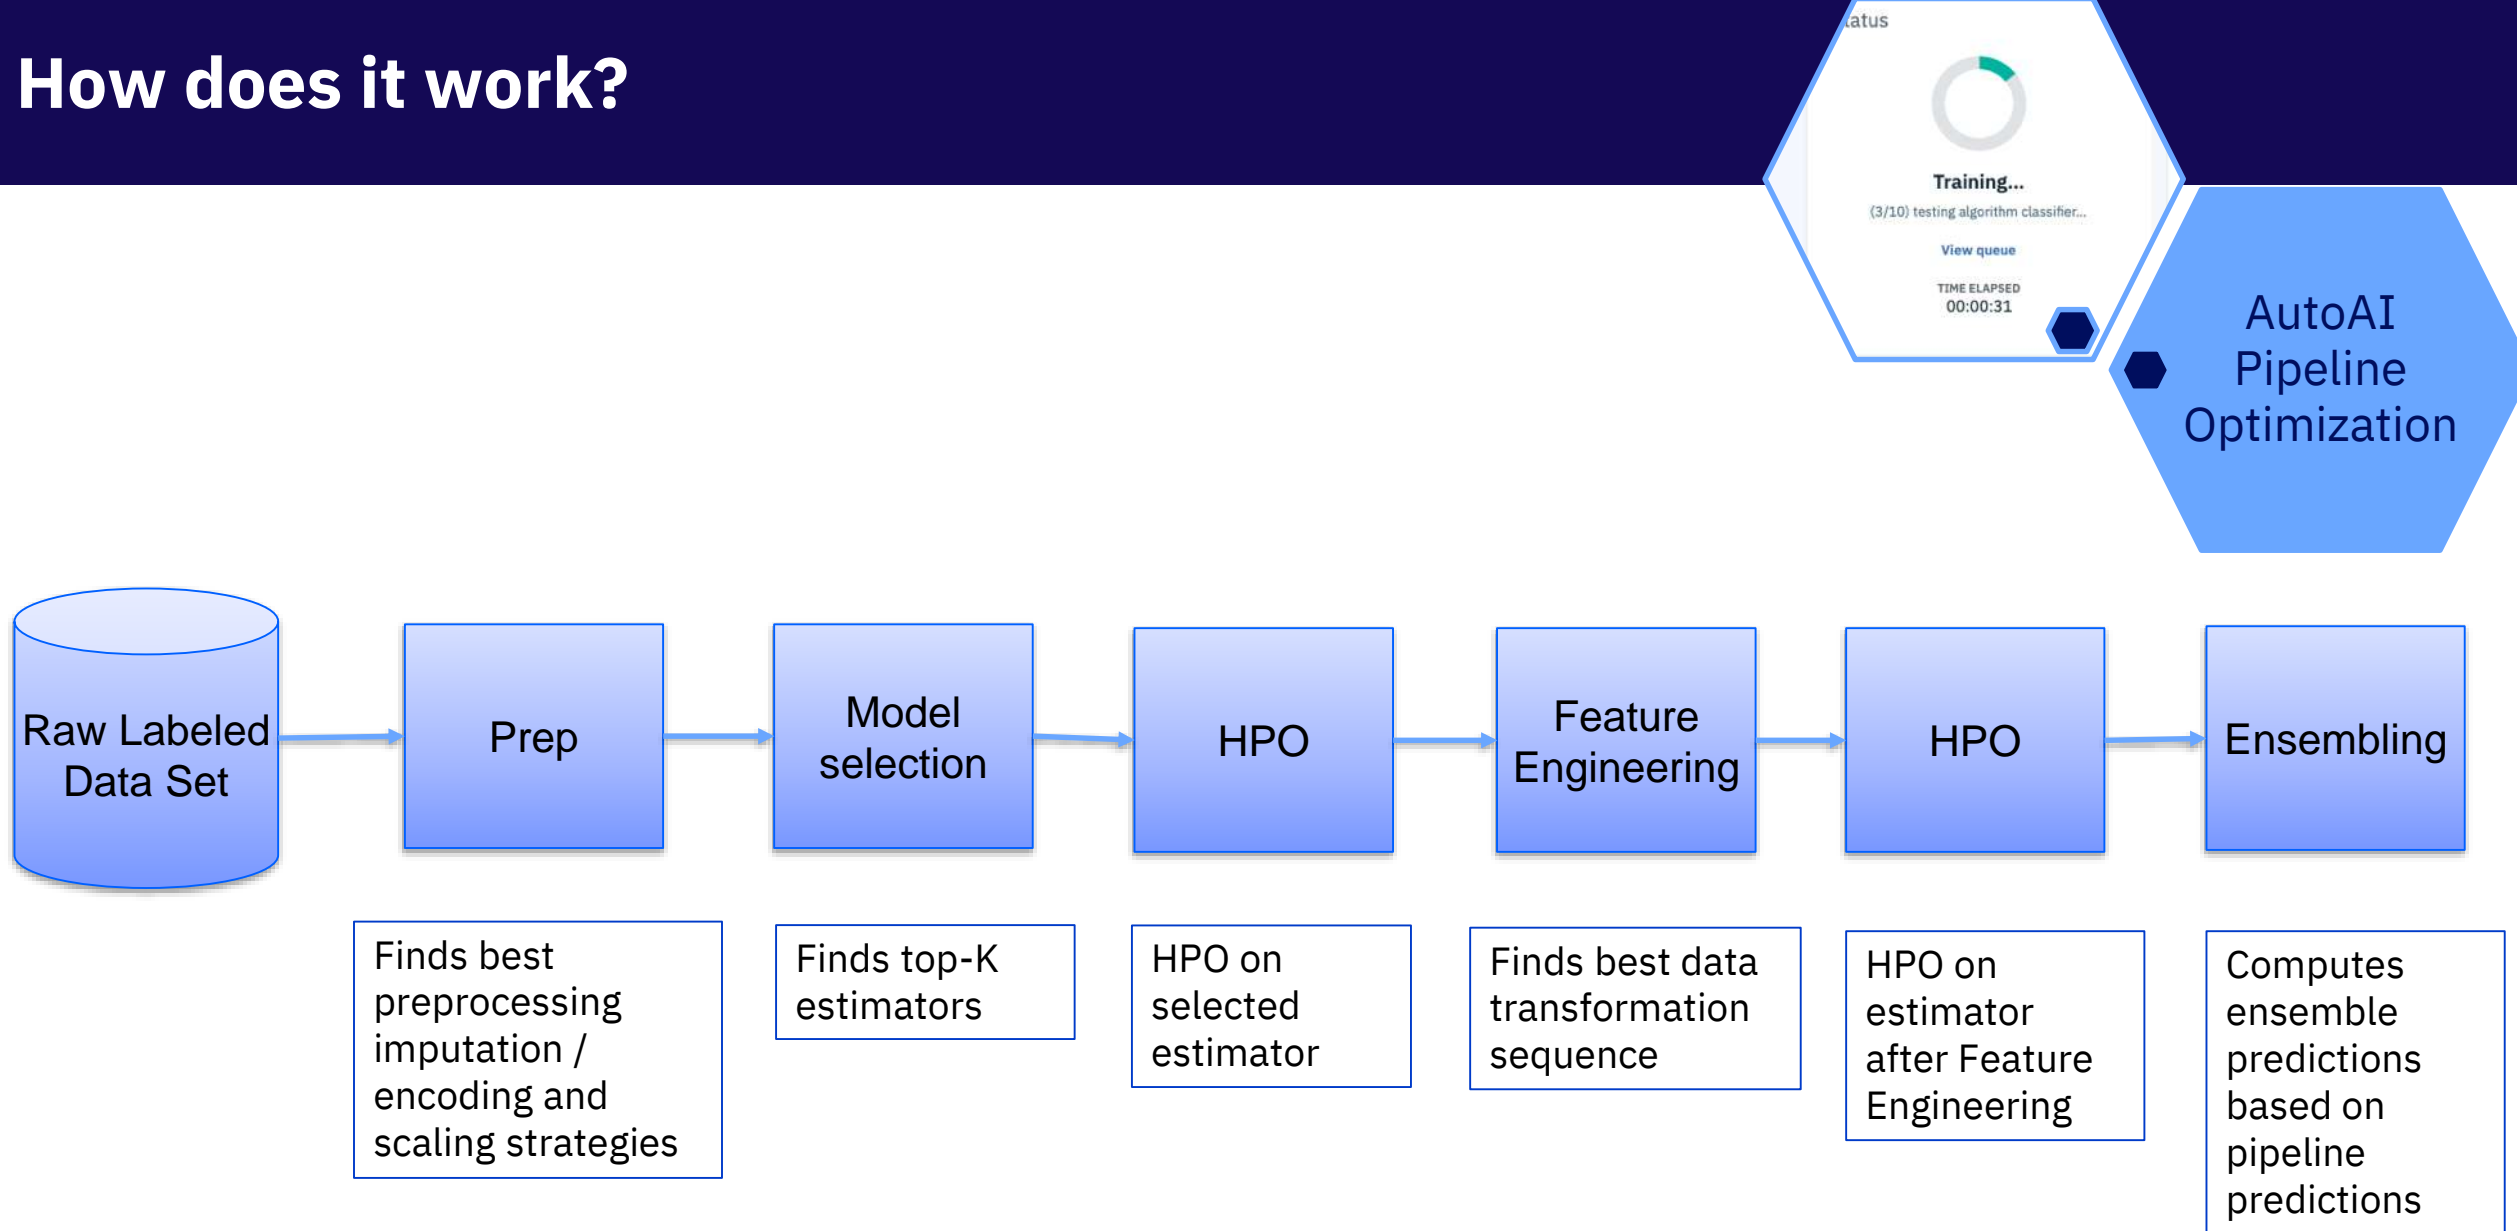 How does it work?
atus
Training...
(3/10) testing algorithm classifier...
View queue
TIME ELAPSED
00:00:31
AutoAI
Pipeline
Optimization
Raw Labeled
Data Set
Prep
Model
selection
HPO
Feature
Engineering
HPO
Ensembling
Finds best
preprocessing
imputation /
encoding and
scaling strategies
Finds top-K
estimators
HPO on
selected
estimator
Finds best data
transformation
sequence
HPO on
estimator
after Feature
Engineering
Computes
ensemble
predictions
based on
pipeline
predictions